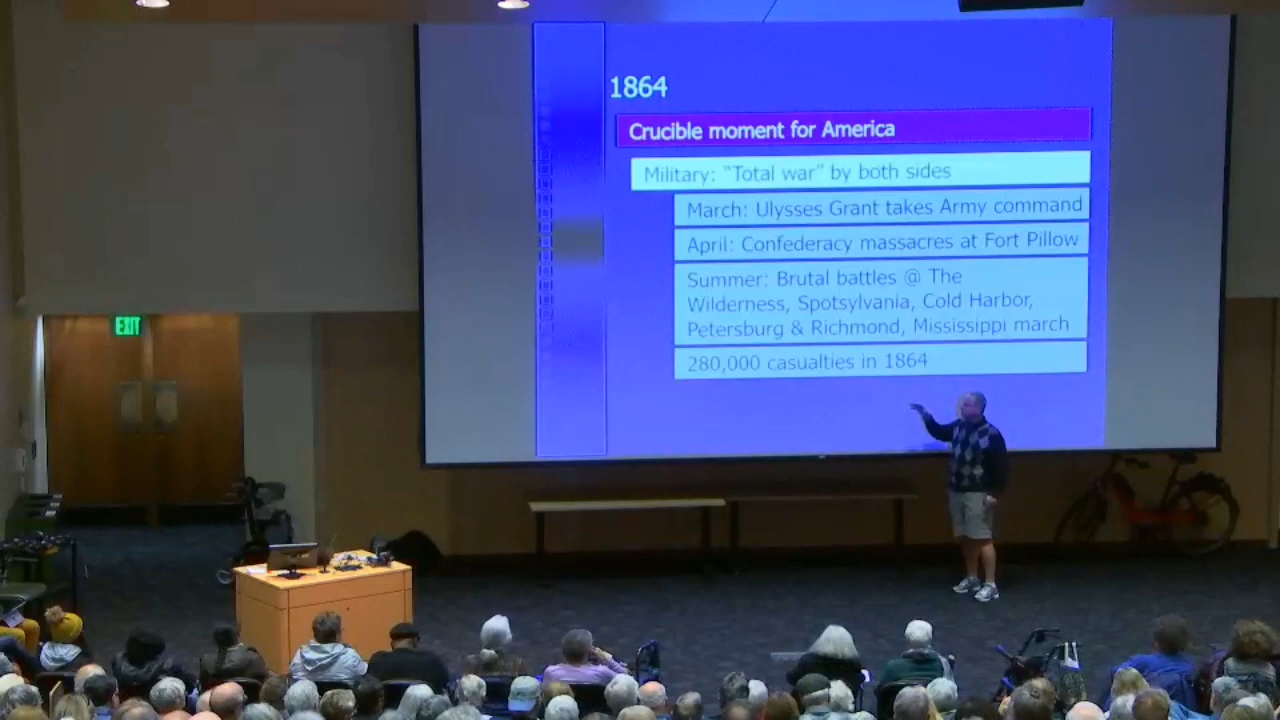 1864
Crucible moment for America
Military: “Total war” by both sides
March: Ulysses Grant takes Army command
April: Confederacy massacres at Fort Pillow
Summer: Brutal battles @ The
Wilderness, Spotsylvania, Cold Harbor,
Petersburg & Richmond, Mississippi march
280,000 casualties in 1864
EXIT